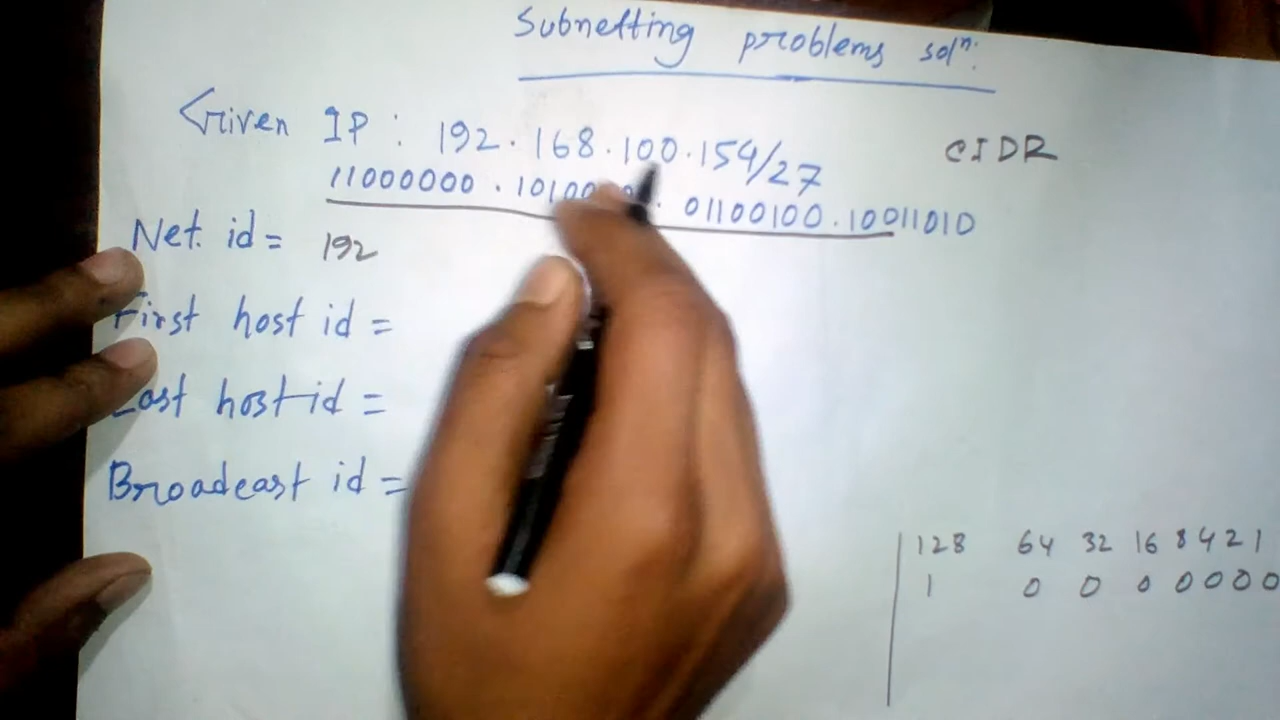 Subnetting problems solⁿ:
Given IP : 192.168.100.154/27
CIDR
11000000 . 10100 . 01100100 . 10011010
Net. id = 192
First host id =
Last host id =
Broadcast id =
128 64 32 16 8 4 2 1
1 0 0 0 0 0 0 0